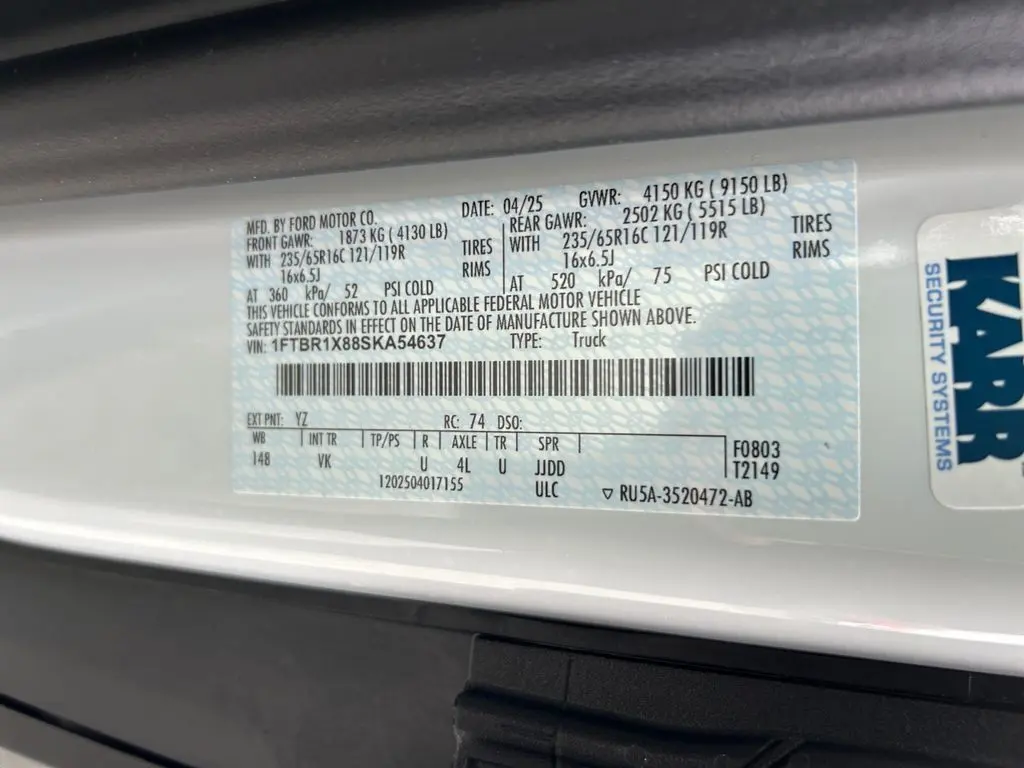 MFD. BY FORD MOTOR CO.
DATE: 04/25
GVWR: 4150 KG ( 9150 LB)
FRONT GAWR: 1873 KG ( 4130 LB)
WITH 235/65R16C 121/119R TIRES
16x6.5J RIMS
AT 360 kPa/ 52 PSI COLD
REAR GAWR: 2502 KG ( 5515 LB)
WITH 235/65R16C 121/119R TIRES
16x6.5J RIMS
AT 520 kPa/ 75 PSI COLD
THIS VEHICLE CONFORMS TO ALL APPLICABLE FEDERAL MOTOR VEHICLE
SAFETY STANDARDS IN EFFECT ON THE DATE OF MANUFACTURE SHOWN ABOVE.
VIN: 1FTBR1X88SKA54637 TYPE: Truck
EXT PNT: YZ RC: 74 DSO:
WB INT TR TP/PS R AXLE TR SPR
148 VK U 4L U JJDD
F0803
T2149
1202504017155 ULC
RU5A-3520472-AB
KARR
SECURITY SYSTEMS